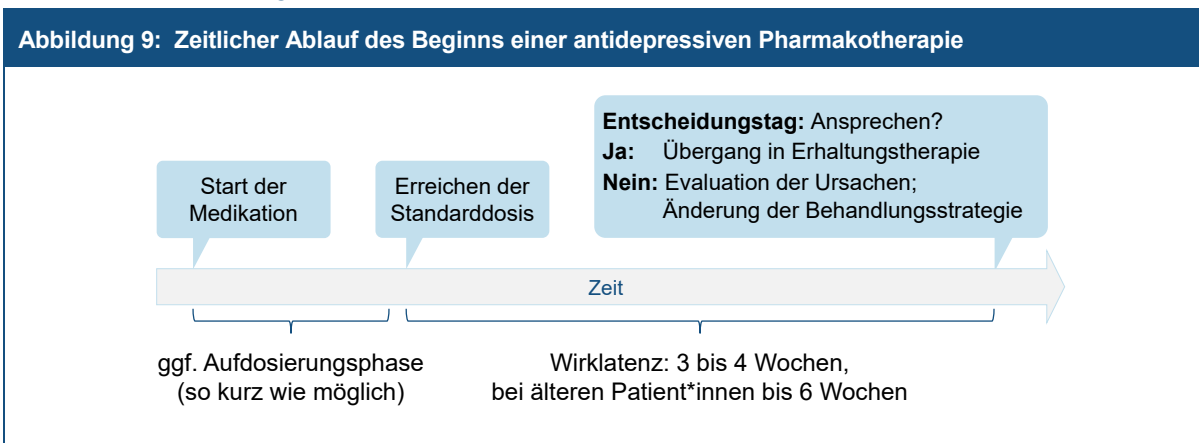 Abbildung 9: Zeitlicher Ablauf des Beginns einer antidepressiven Pharmakotherapie
Start der
Medikation
Erreichen der
Standarddosis
Entscheidungstag: Ansprechen?
Ja: Übergang in Erhaltungstherapie
Nein: Evaluation der Ursachen;
Änderung der Behandlungsstrategie
Zeit
ggf. Aufdosierungsphase
(so kurz wie möglich)
Wirklatenz: 3 bis 4 Wochen,
bei älteren Patient*innen bis 6 Wochen